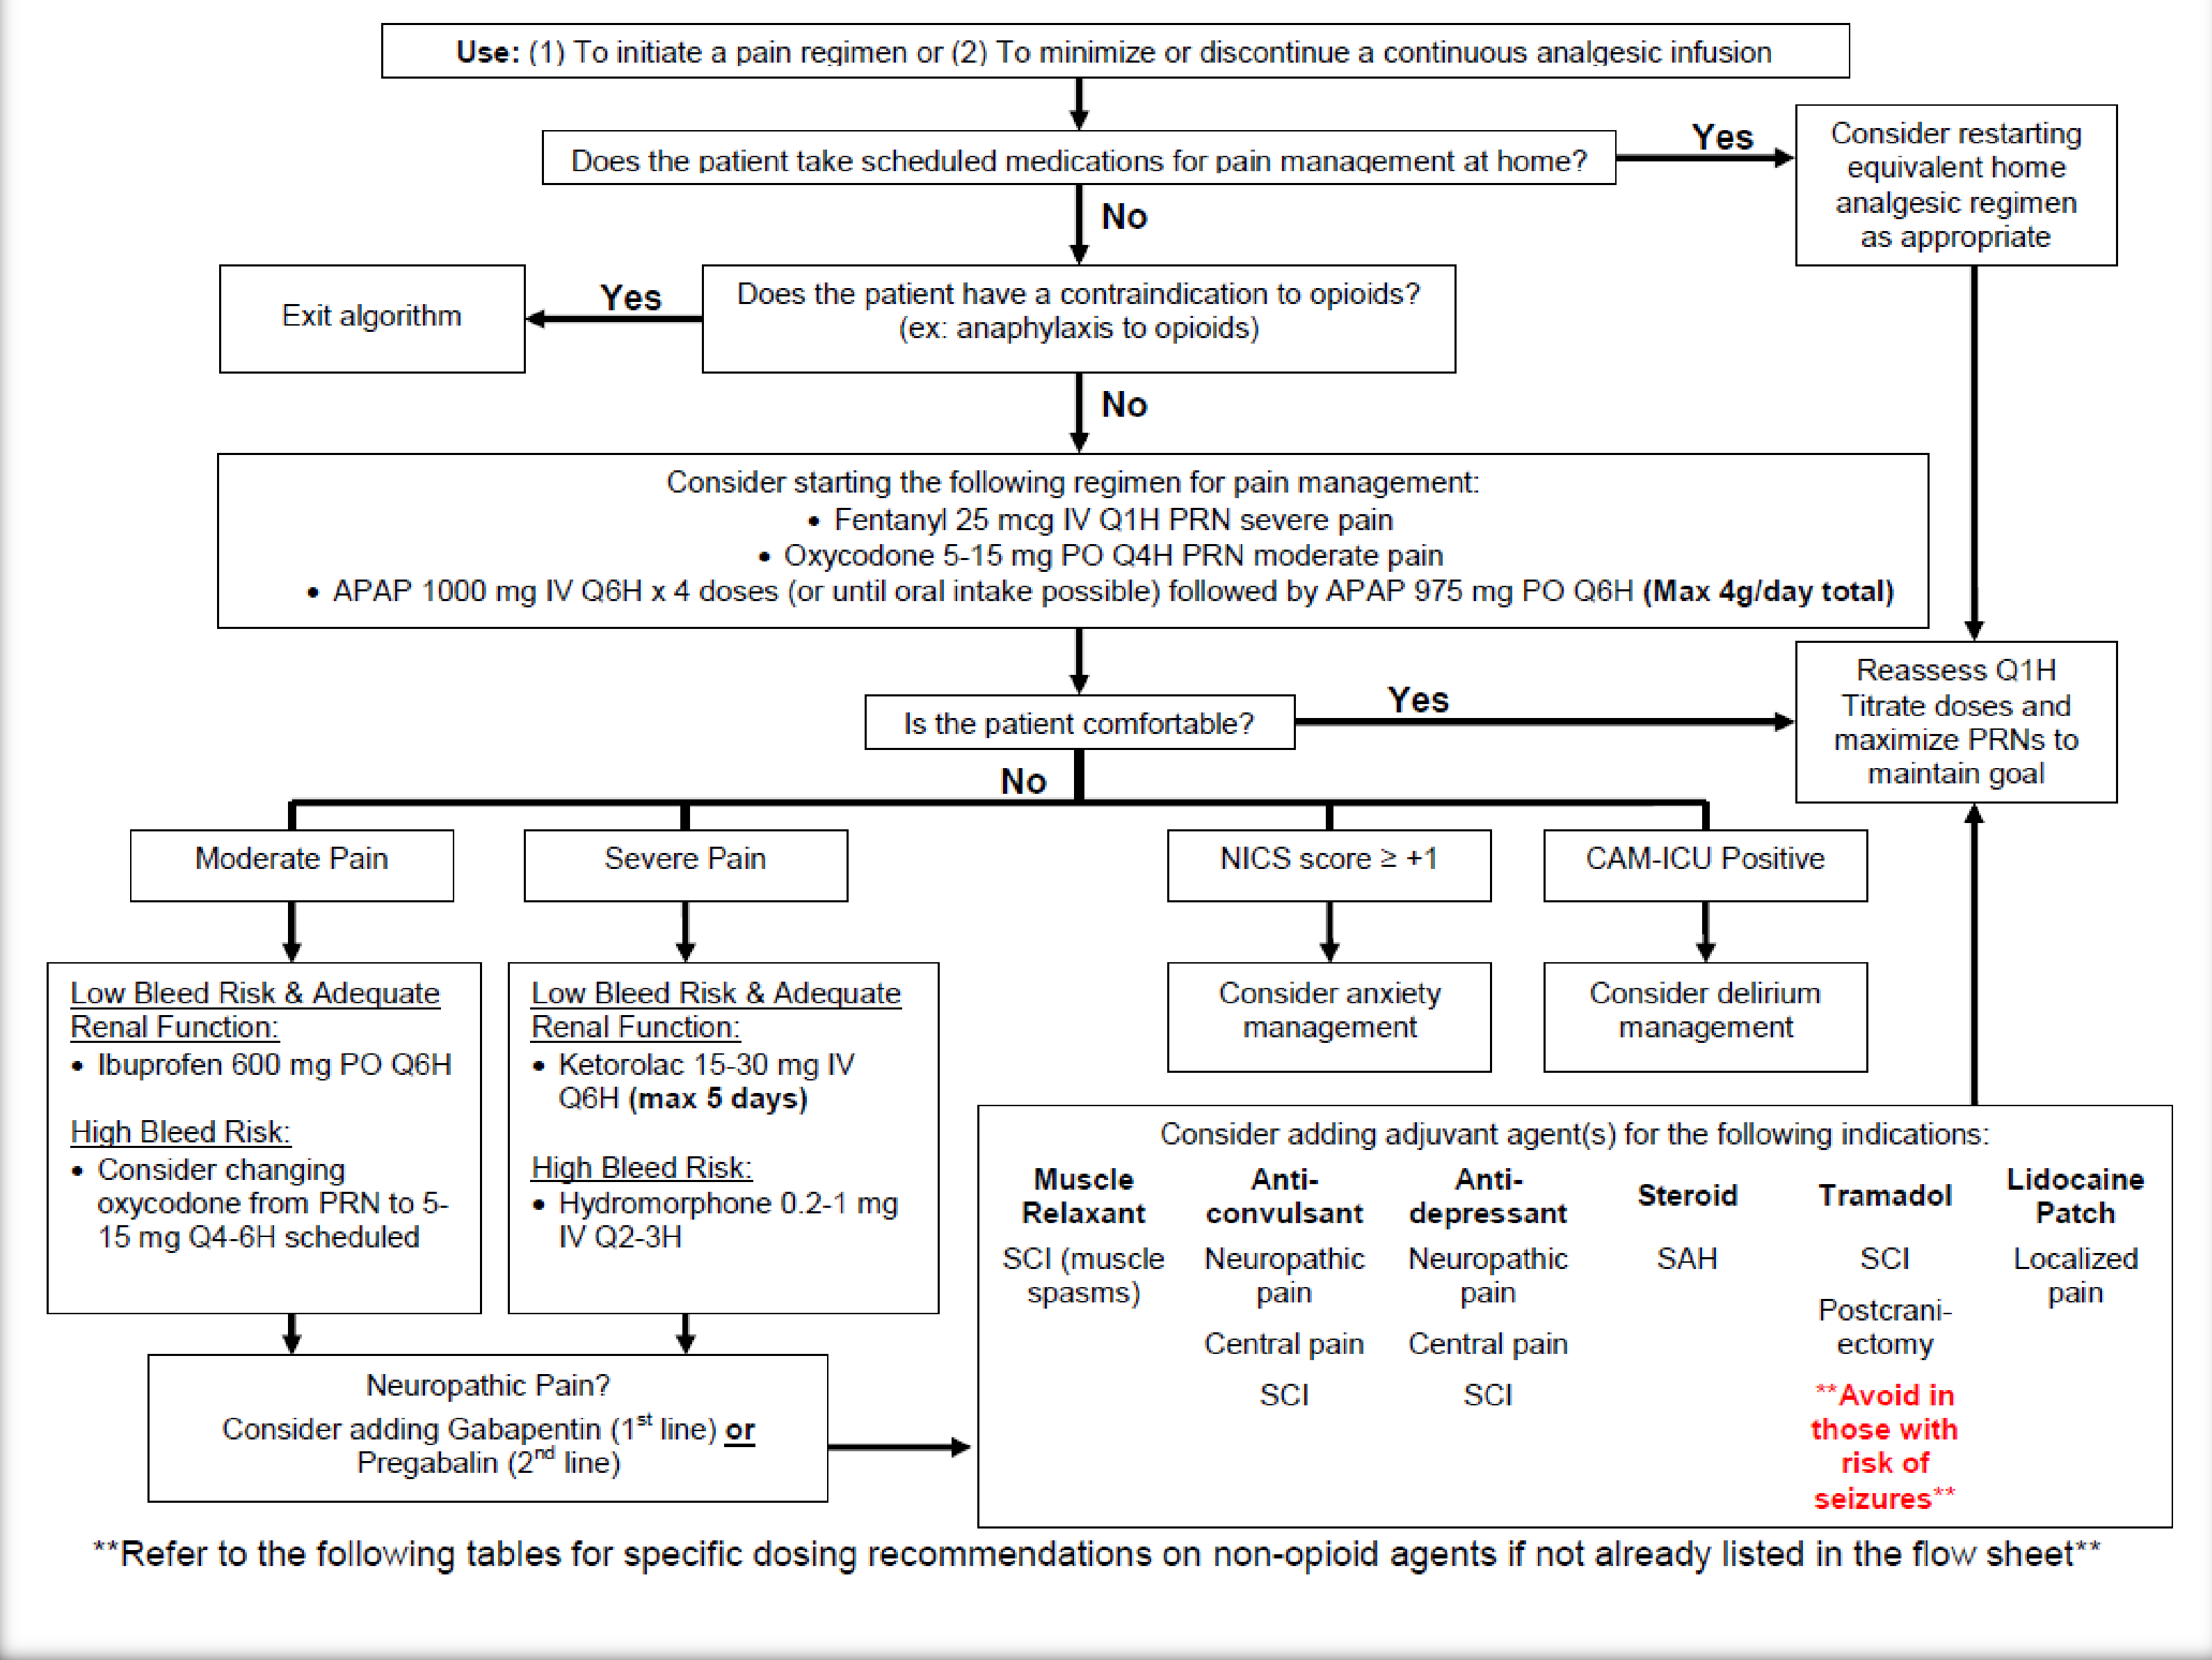 Use: (1) To initiate a pain regimen or (2) To minimize or discontinue a continuous analgesic infusion
Does the patient take scheduled medications for pain management at home?
Yes
Consider restarting
equivalent home
analgesic regimen
as appropriate
No
Exit algorithm
Yes
Does the patient have a contraindication to opioids?
(ex: anaphylaxis to opioids)
No
Consider starting the following regimen for pain management:
• Fentanyl 25 mcg IV Q1H PRN severe pain
• Oxycodone 5-15 mg PO Q4H PRN moderate pain
• APAP 1000 mg IV Q6H x 4 doses (or until oral intake possible) followed by APAP 975 mg PO Q6H (Max 4g/day total)
Is the patient comfortable?
Yes
Reassess Q1H
Titrate doses and
maximize PRNs to
maintain goal
No
Moderate Pain
Severe Pain
NICS score ≥ +1
CAM-ICU Positive
Low Bleed Risk & Adequate
Renal Function:
• Ibuprofen 600 mg PO Q6H
High Bleed Risk:
• Consider changing
oxycodone from PRN to 5-
15 mg Q4-6H scheduled
Low Bleed Risk & Adequate
Renal Function:
• Ketorolac 15-30 mg IV
Q6H (max 5 days)
High Bleed Risk:
• Hydromorphone 0.2-1 mg
IV Q2-3H
Consider anxiety
management
Consider delirium
management
Neuropathic Pain?
Consider adding Gabapentin (1st line) or
Pregabalin (2nd line)
Consider adding adjuvant agent(s) for the following indications:
Muscle
Relaxant
SCI (muscle
spasms)
Anti-
convulsant
Neuropathic
pain
Central pain
SCI
Anti-
depressant
Neuropathic
pain
Central pain
SCI
Steroid
SAH
Tramadol
SCI
Postcrani-
ectomy
**Avoid in
those with
risk of
seizures**
Lidocaine
Patch
Localized
pain
**Refer to the following tables for specific dosing recommendations on non-opioid agents if not already listed in the flow sheet**